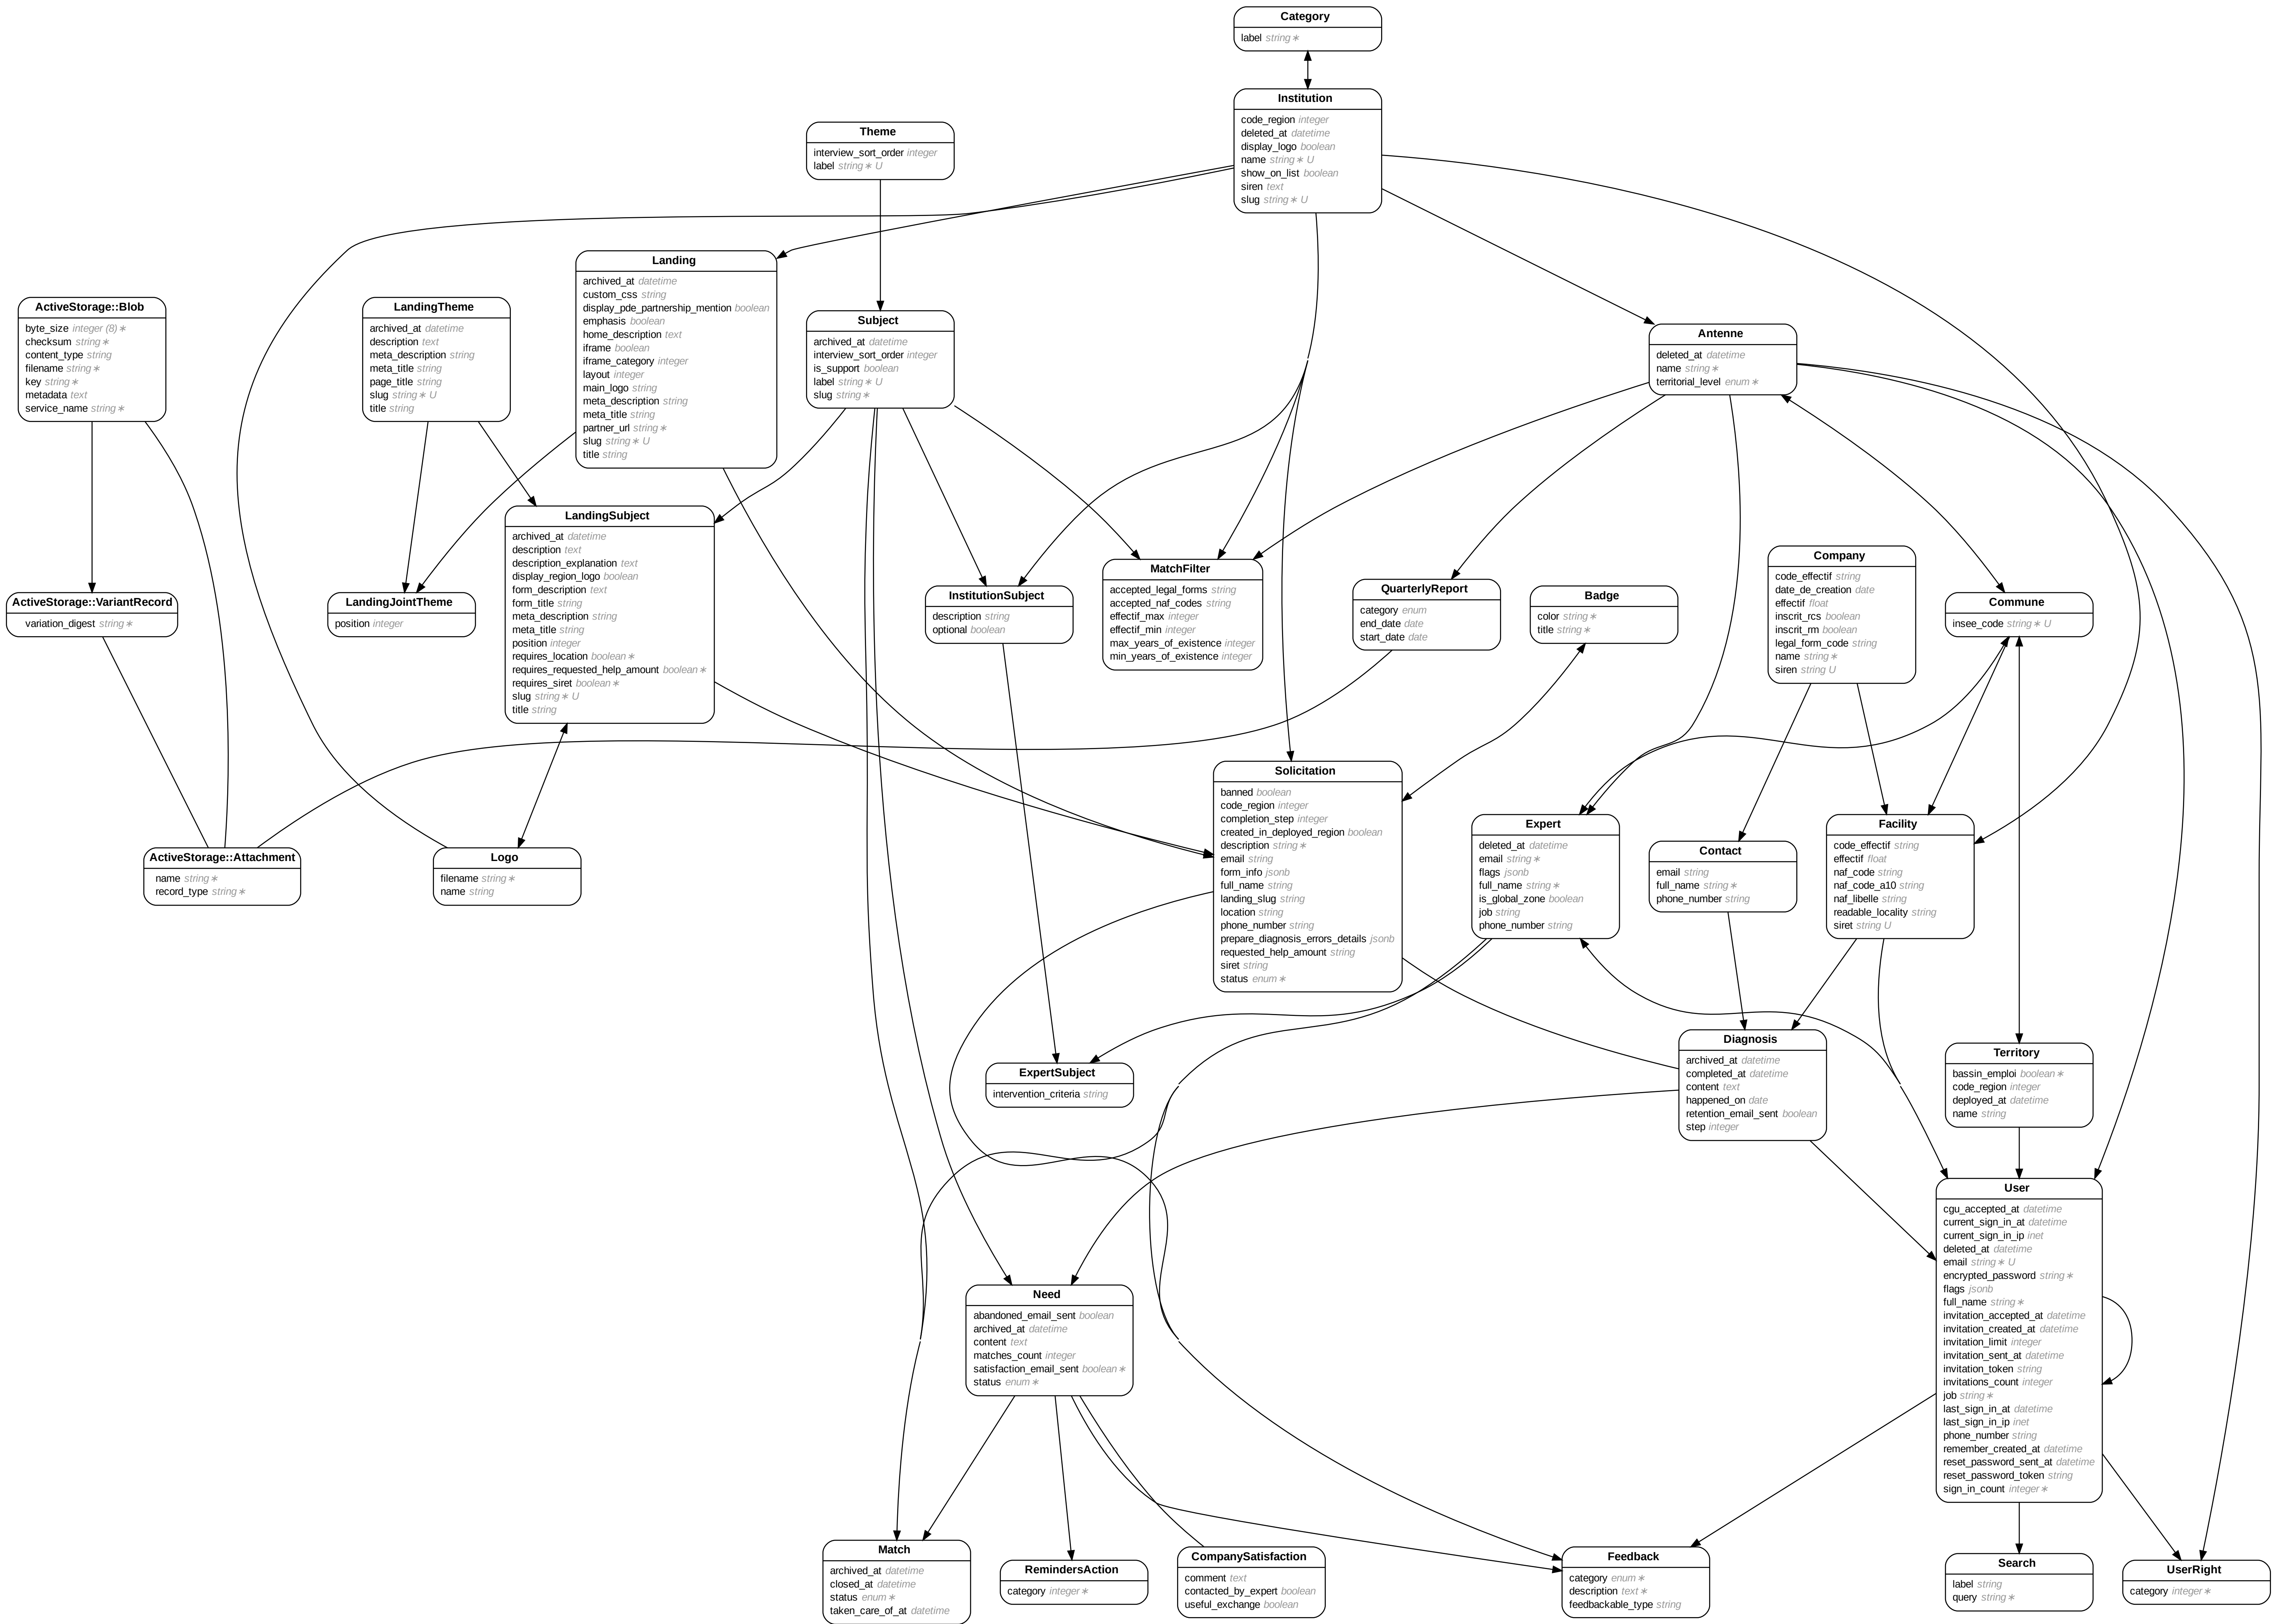 Category
label string∗
Institution
code_region integer
deleted_at datetime
display_logo boolean
name string∗ U
show_on_list boolean
siren text
slug string∗ U
Theme
interview_sort_order integer
label string∗ U
Landing
archived_at datetime
custom_css string
display_pde_partnership_mention boolean
emphasis boolean
home_description text
iframe boolean
iframe_category integer
layout integer
main_logo string
meta_description string
meta_title string
partner_url string∗
slug string∗ U
title string
ActiveStorage::Blob
byte_size integer (8)∗
checksum string∗
content_type string
filename string∗
key string∗
metadata text
service_name string∗
LandingTheme
archived_at datetime
description text
meta_description string
meta_title string
page_title string
slug string∗ U
title string
Subject
archived_at datetime
interview_sort_order integer
is_support boolean
label string∗ U
slug string∗
Antenne
deleted_at datetime
name string∗
territorial_level enum∗
LandingSubject
archived_at datetime
description text
description_explanation text
display_region_logo boolean
form_description text
form_title string
meta_description string
meta_title string
position integer
requires_location boolean∗
requires_requested_help_amount boolean∗
requires_siret boolean∗
slug string∗ U
title string
ActiveStorage::VariantRecord
variation_digest string∗
LandingJointTheme
position integer
InstitutionSubject
description string
optional boolean
MatchFilter
accepted_legal_forms string
accepted_naf_codes string
effectif_max integer
effectif_min integer
max_years_of_existence integer
min_years_of_existence integer
QuarterlyReport
category enum
end_date date
start_date date
Badge
color string∗
title string∗
Company
code_effectif string
date_de_creation date
effectif float
inscrit_rcs boolean
inscrit_rm boolean
legal_form_code string
name string∗
siren string U
Commune
insee_code string∗ U
ActiveStorage::Attachment
name string∗
record_type string∗
Logo
filename string∗
name string
Solicitation
banned boolean
code_region integer
completion_step integer
created_in_deployed_region boolean
description string∗
email string
form_info jsonb
full_name string
landing_slug string
location string
phone_number string
prepare_diagnosis_errors_details jsonb
requested_help_amount string
siret string
status enum∗
Expert
deleted_at datetime
email string∗
flags jsonb
full_name string∗
is_global_zone boolean
job string
phone_number string
Contact
email string
full_name string∗
phone_number string
Facility
code_effectif string
effectif float
naf_code string
naf_code_a10 string
naf_libelle string
readable_locality string
siret string U
ExpertSubject
intervention_criteria string
Diagnosis
archived_at datetime
completed_at datetime
content text
happened_on date
retention_email_sent boolean
step integer
Territory
bassin_emploi boolean∗
code_region integer
deployed_at datetime
name string
User
cgu_accepted_at datetime
current_sign_in_at datetime
current_sign_in_ip inet
deleted_at datetime
email string∗ U
encrypted_password string∗
flags jsonb
full_name string∗
invitation_accepted_at datetime
invitation_created_at datetime
invitation_limit integer
invitation_sent_at datetime
invitation_token string
invitations_count integer
job string∗
last_sign_in_at datetime
last_sign_in_ip inet
phone_number string
remember_created_at datetime
reset_password_sent_at datetime
reset_password_token string
sign_in_count integer∗
Need
abandoned_email_sent boolean
archived_at datetime
content text
matches_count integer
satisfaction_email_sent boolean∗
status enum∗
Match
archived_at datetime
closed_at datetime
status enum∗
taken_care_of_at datetime
RemindersAction
category integer∗
CompanySatisfaction
comment text
contacted_by_expert boolean
useful_exchange boolean
Feedback
category enum∗
description text∗
feedbackable_type string
Search
label string
query string∗
UserRight
category integer∗